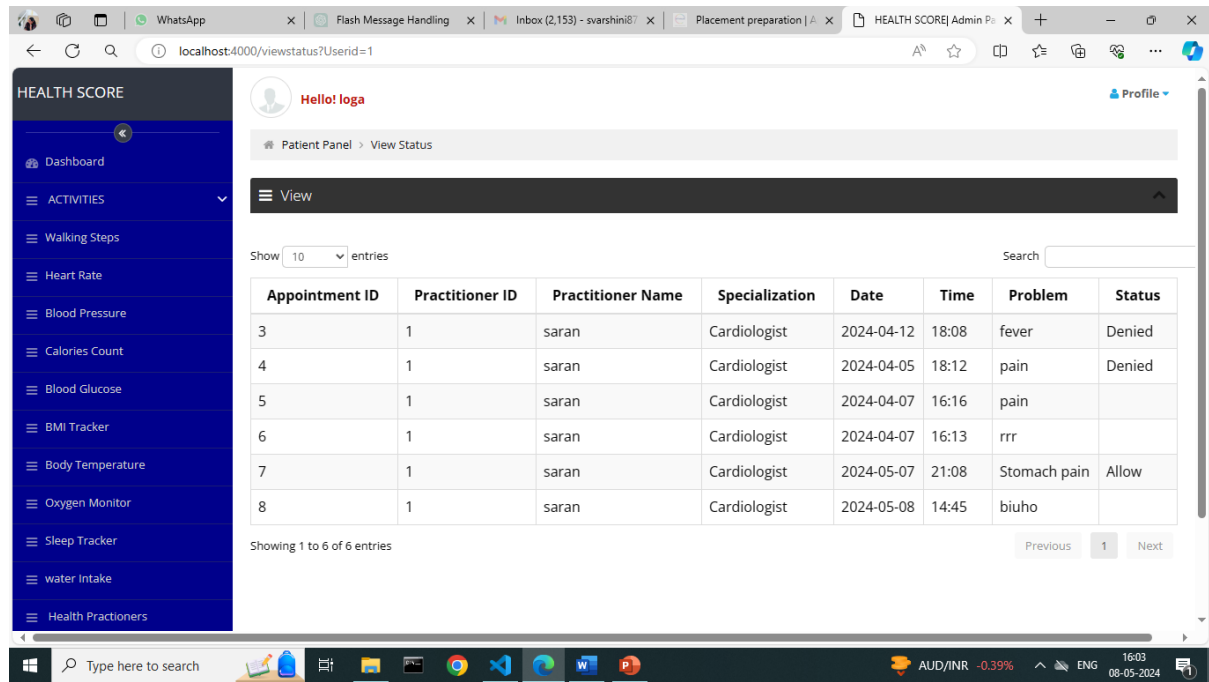 WhatsApp
Flash Message Handling
Inbox (2,153) - svarshini87
Placement preparation | A
HEALTH SCORE| Admin Pa
localhost:4000/viewstatus?Userid=1
HEALTH SCORE
Hello! loga
Profile
Dashboard
ACTIVITIES
Walking Steps
Heart Rate
Blood Pressure
Calories Count
Blood Glucose
BMI Tracker
Body Temperature
Oxygen Monitor
Sleep Tracker
water Intake
Health Practioners
Patient Panel > View Status
View
Show 10 entries
Search
Appointment ID Practitioner ID Practitioner Name Specialization Date Time Problem Status
3 1 saran Cardiologist 2024-04-12 18:08 fever Denied
4 1 saran Cardiologist 2024-04-05 18:12 pain Denied
5 1 saran Cardiologist 2024-04-07 16:16 pain
6 1 saran Cardiologist 2024-04-07 16:13 rrr
7 1 saran Cardiologist 2024-05-07 21:08 Stomach pain Allow
8 1 saran Cardiologist 2024-05-08 14:45 biuho
Showing 1 to 6 of 6 entries
Previous 1 Next
Type here to search
AUD/INR -0.39%
ENG
16:03
08-05-2024